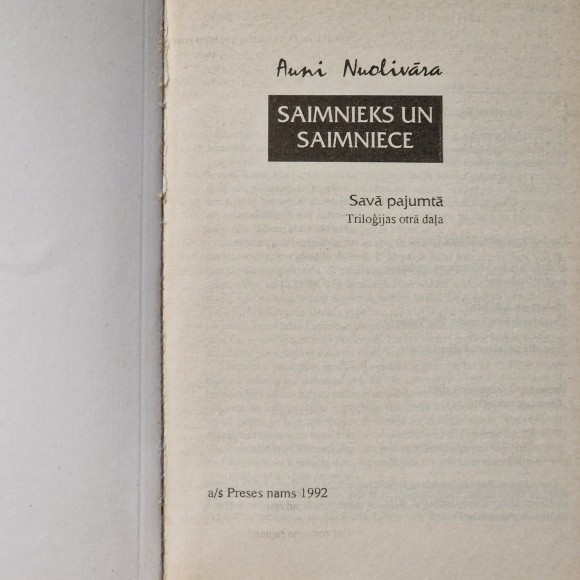 Auni Nuolivāra
SAIMNIEKS UN
SAIMNIECE
Savā pajumtā
Triloģijas otrā daļa
a/s Preses nams 1992